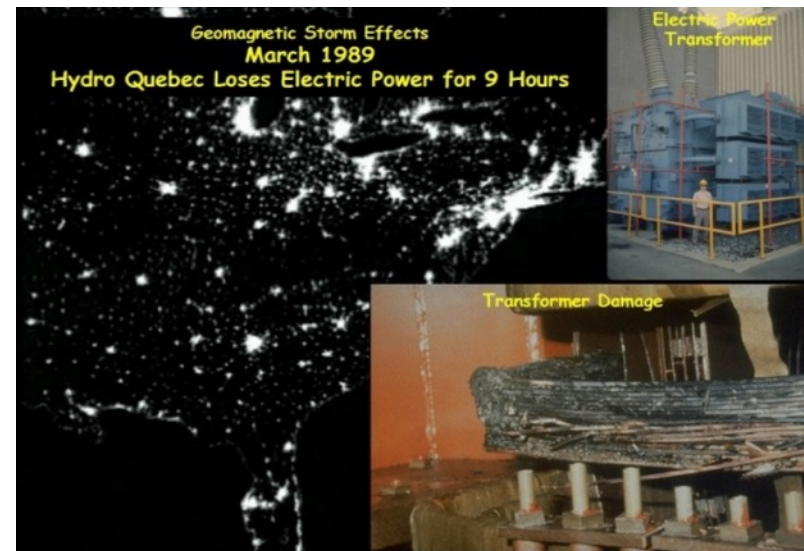 Geomagnetic Storm Effects
March 1989
Hydro Quebec Loses Electric Power for 9 Hours
Electric Power
Transformer
Transformer Damage